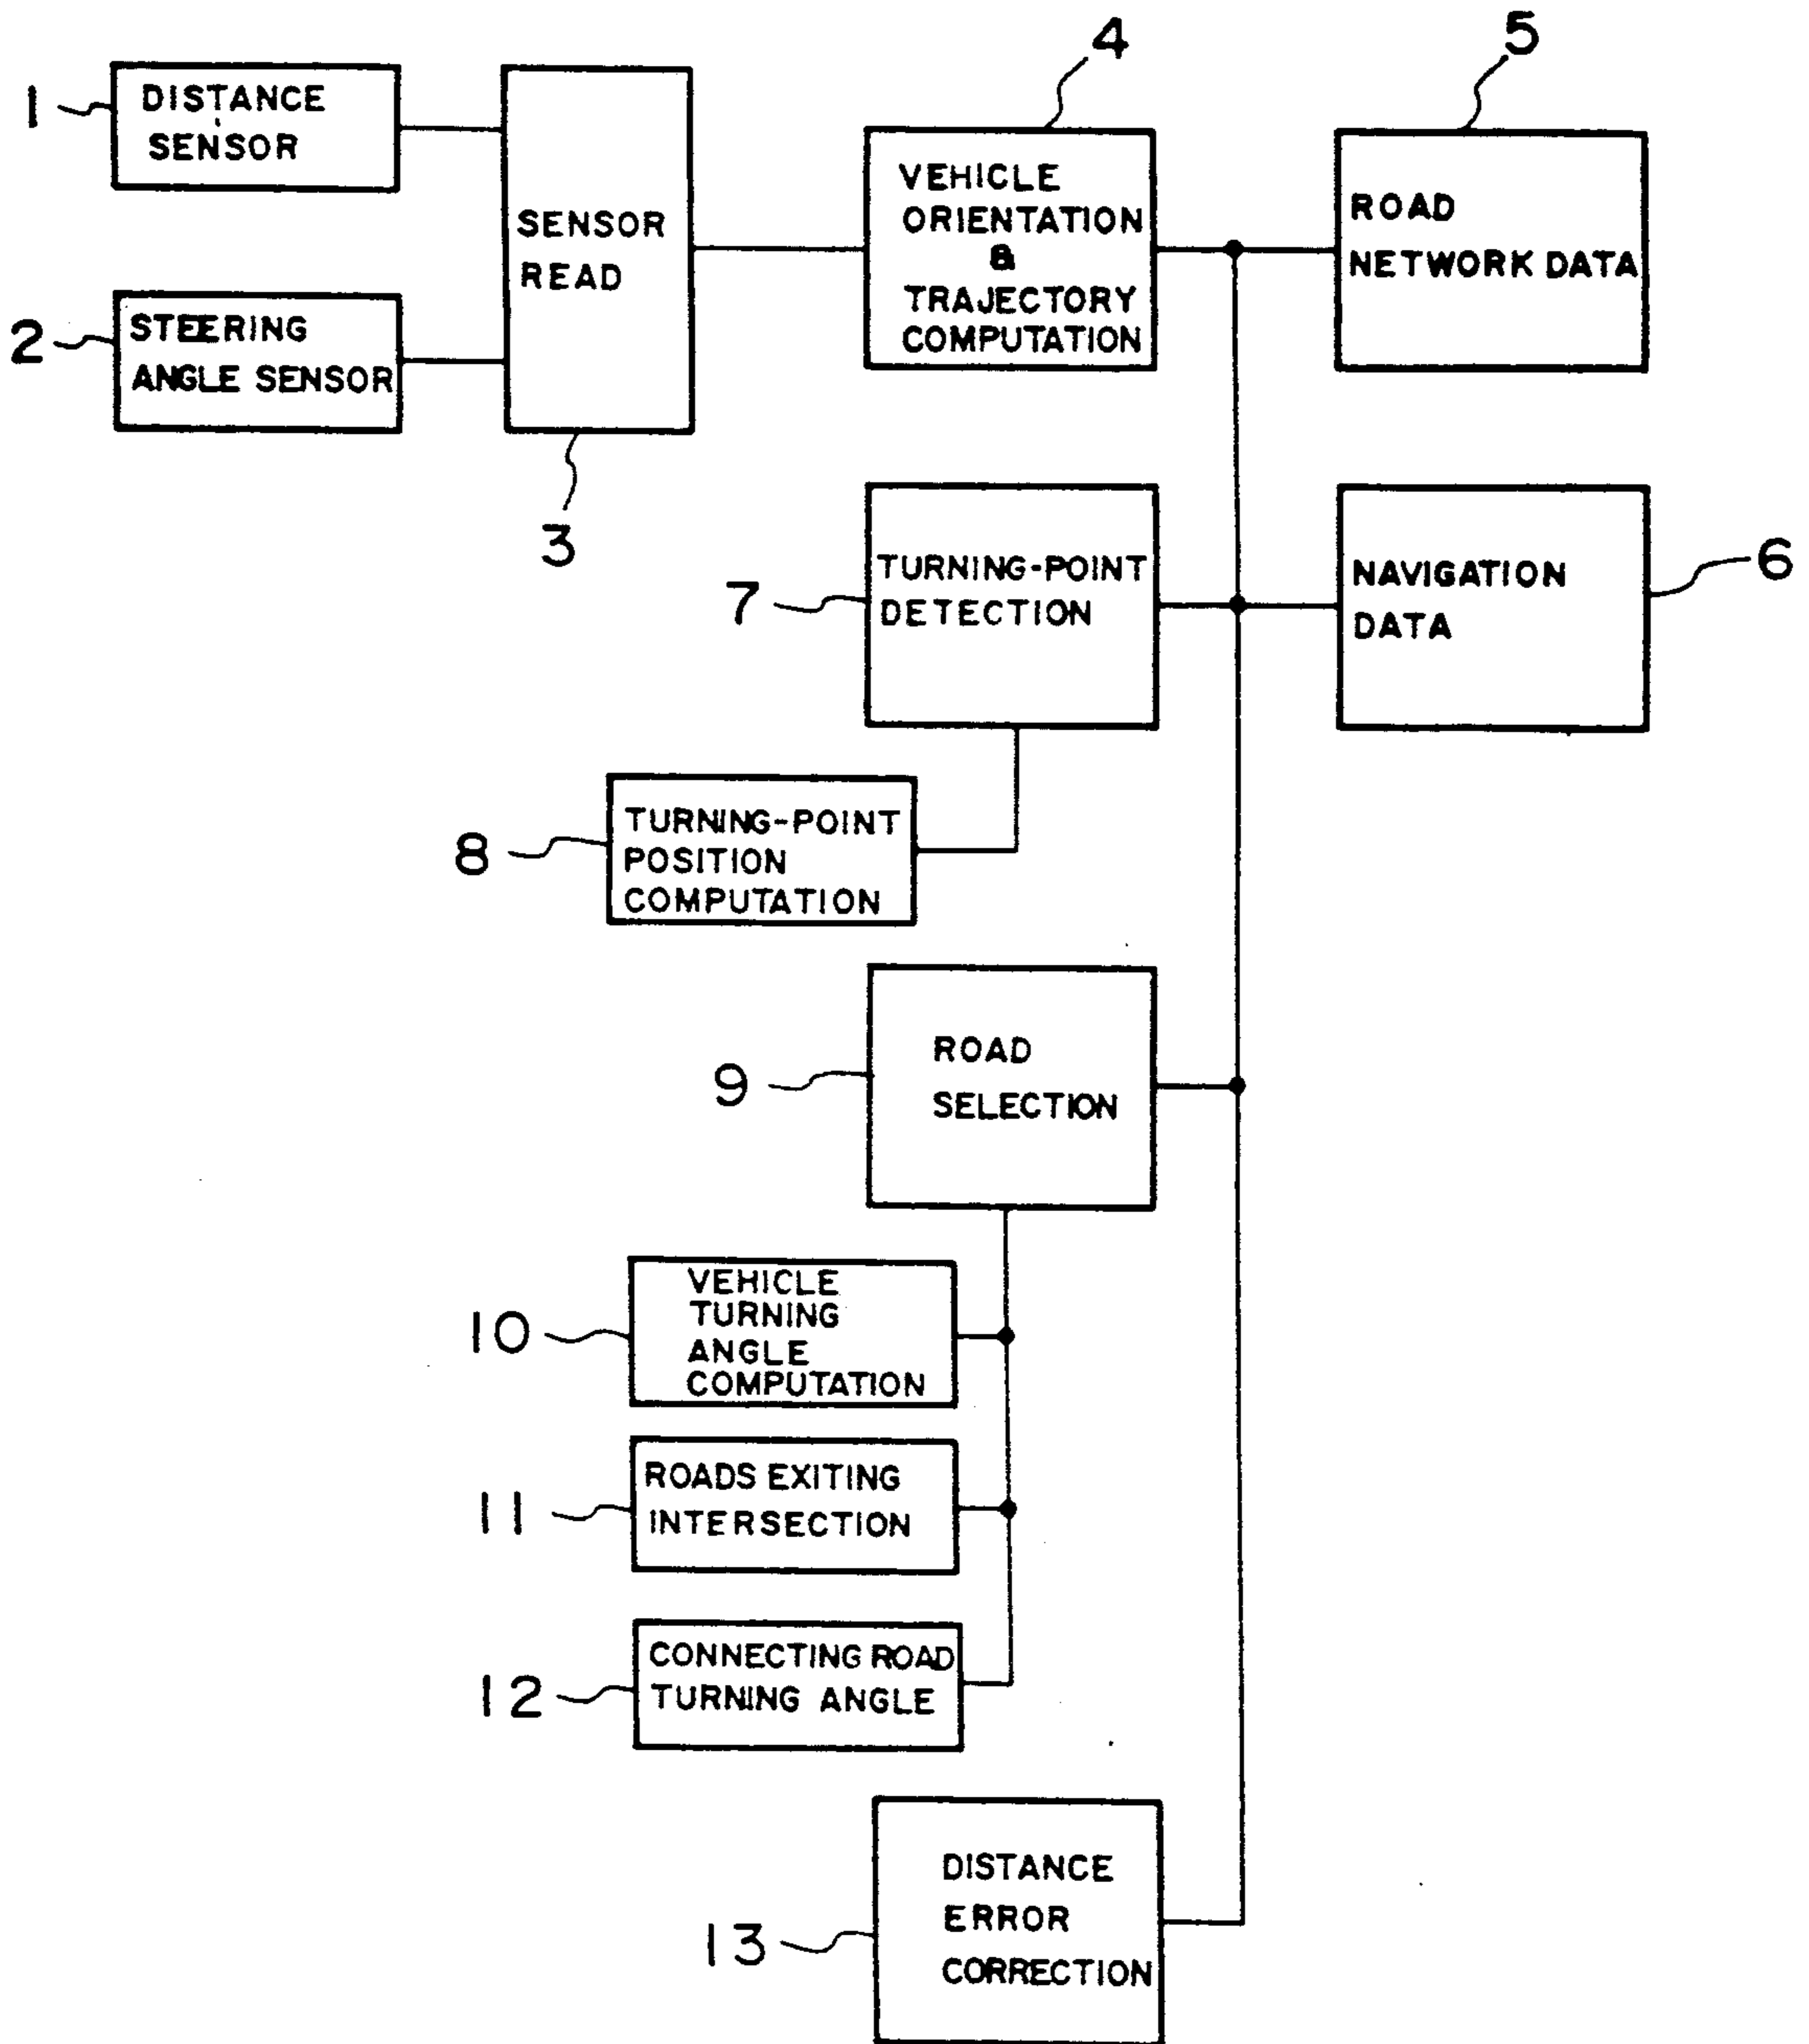 1
DISTANCE
SENSOR
2
STEERING
ANGLE SENSOR
SENSOR
READ
3
4
VEHICLE
ORIENTATION
&
TRAJECTORY
COMPUTATION
5
ROAD
NETWORK DATA
6
NAVIGATION
DATA
7
TURNING-POINT
DETECTION
8
TURNING-POINT
POSITION
COMPUTATION
9
ROAD
SELECTION
10
VEHICLE
TURNING
ANGLE
COMPUTATION
11
ROADS EXITING
INTERSECTION
12
CONNECTING ROAD
TURNING ANGLE
13
DISTANCE
ERROR
CORRECTION